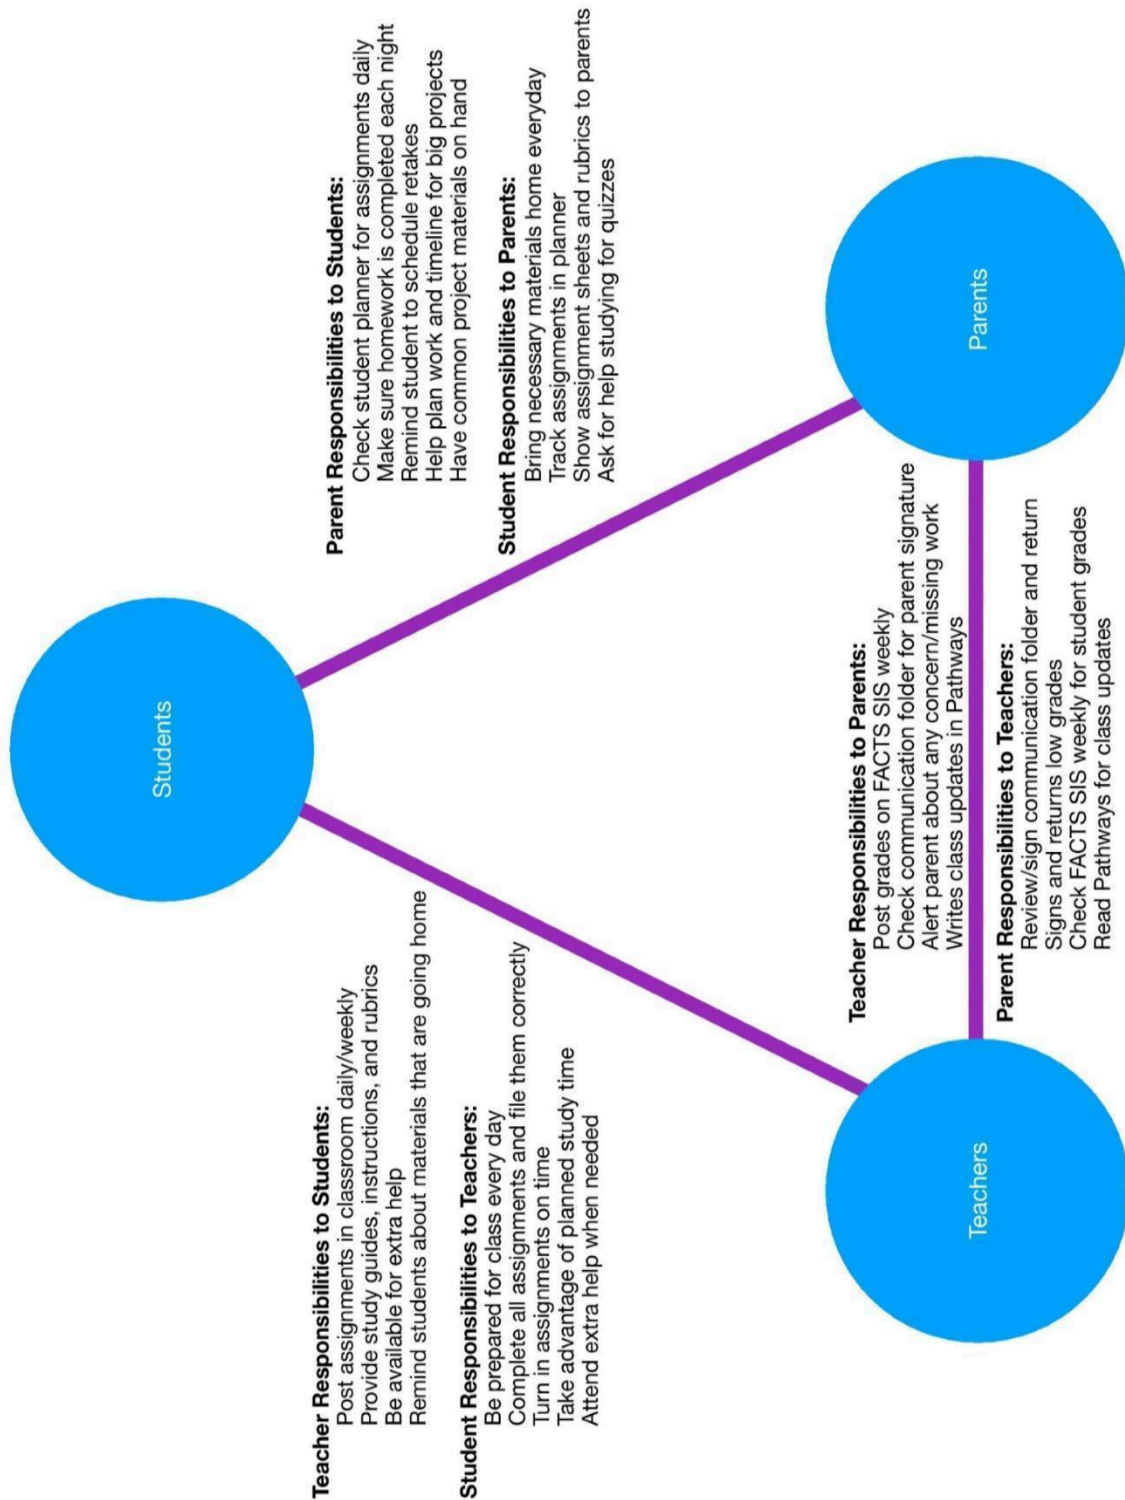 Students
Teacher Responsibilities to Students:
Post assignments in classroom daily/weekly
Provide study guides, instructions, and rubrics
Be available for extra help
Remind students about materials that are going home
Student Responsibilities to Teachers:
Be prepared for class every day
Complete all assignments and file them correctly
Turn in assignments on time
Take advantage of planned study time
Attend extra help when needed
Parent Responsibilities to Students:
Check student planner for assignments daily
Make sure homework is completed each night
Remind student to schedule retakes
Help plan work and timeline for big projects
Have common project materials on hand
Student Responsibilities to Parents:
Bring necessary materials home everyday
Track assignments in planner
Show assignment sheets and rubrics to parents
Ask for help studying for quizzes
Teacher Responsibilities to Parents:
Post grades on FACTS SIS weekly
Check communication folder for parent signature
Alert parent about any concern/missing work
Writes class updates in Pathways
Parent Responsibilities to Teachers:
Review/sign communication folder and return
Signs and returns low grades
Check FACTS SIS weekly for student grades
Read Pathways for class updates
Teachers
Parents